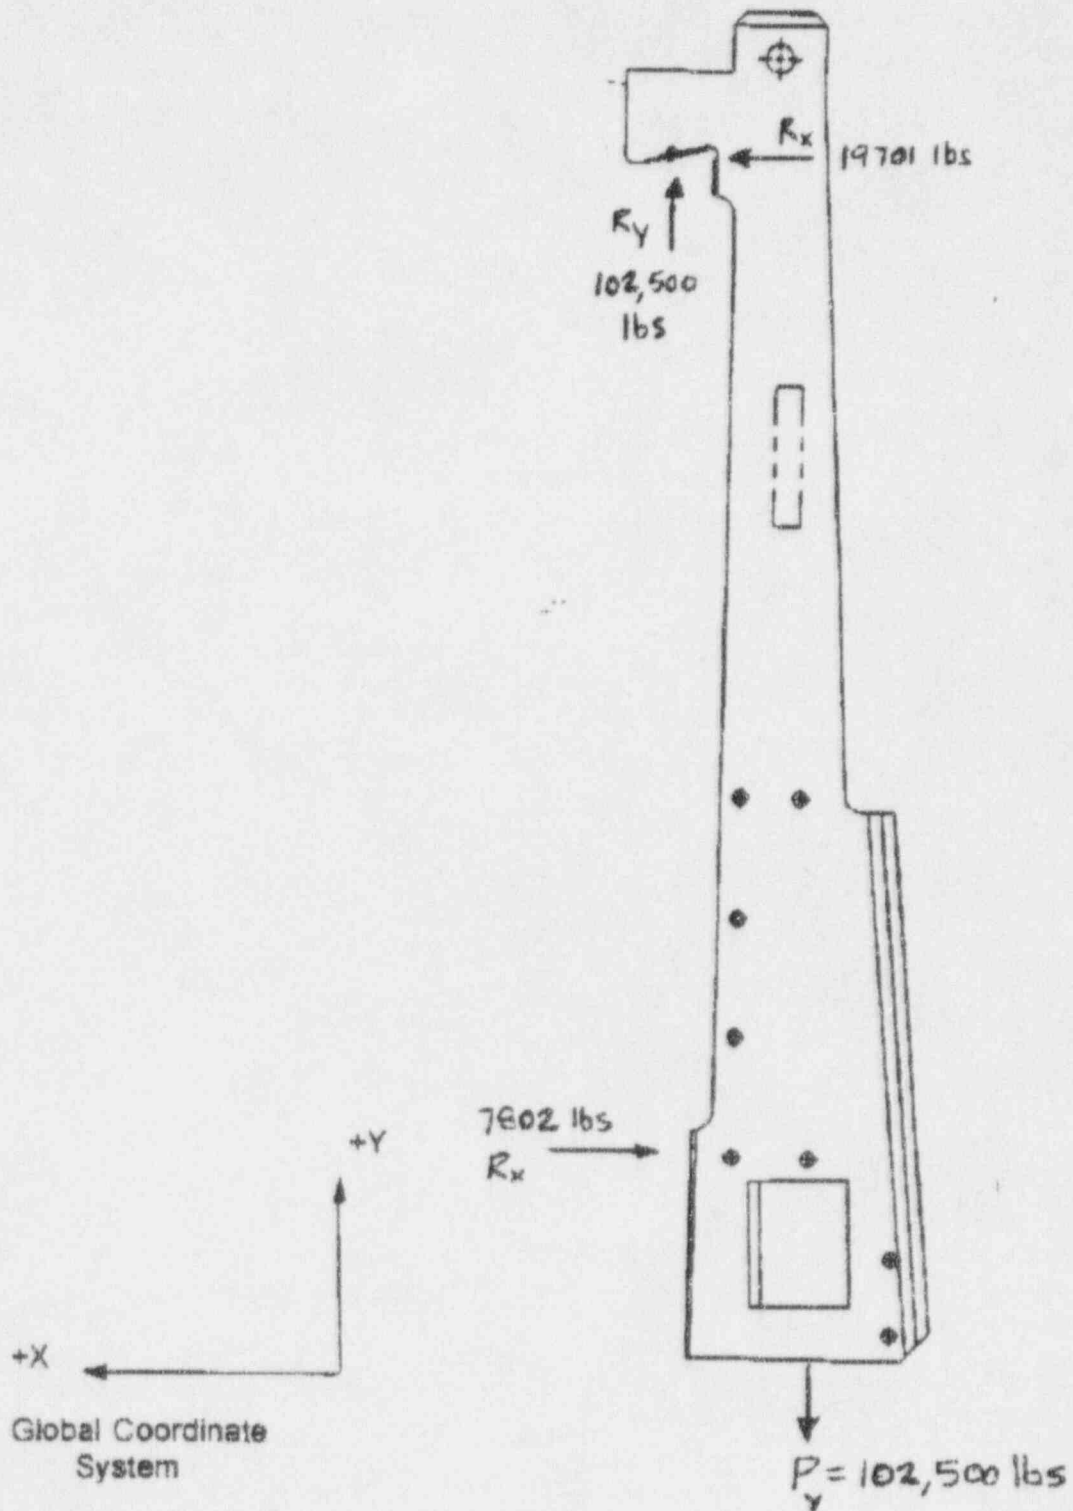 Rx
19701 lbs
Ry
102,500
lbs
7802 lbs
Rx
+Y
+X
Global Coordinate
System
Py = 102,500 lbs